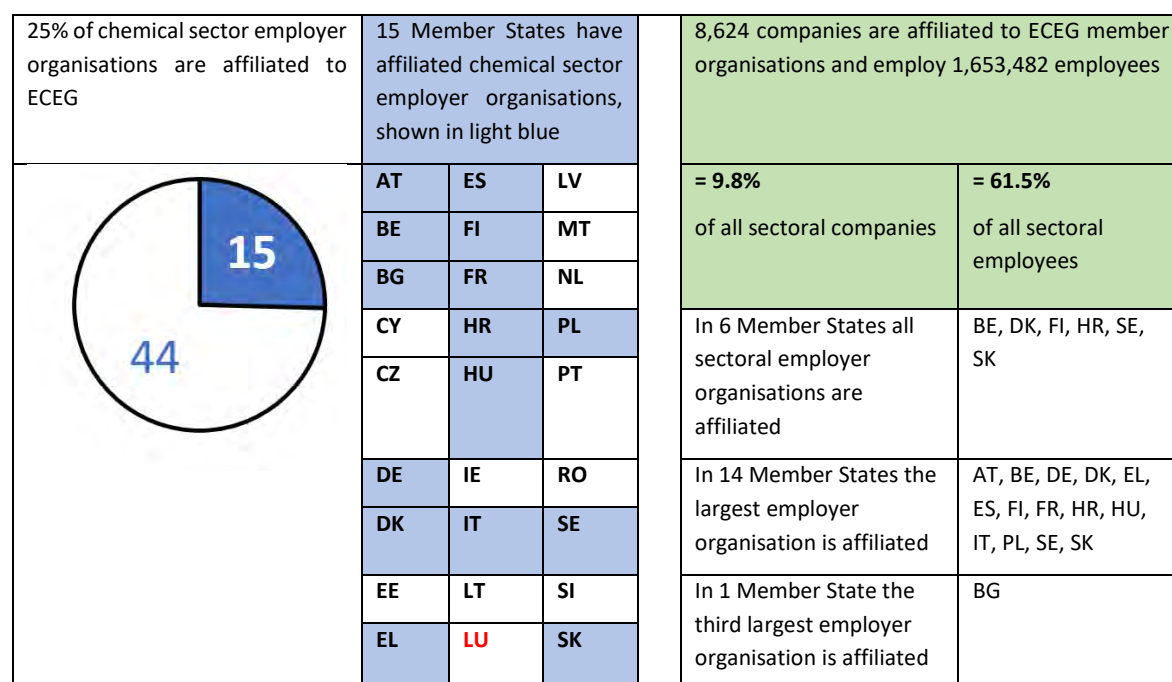 25% of chemical sector employer
organisations are affiliated to
ECEG
15 Member States have
affiliated chemical sector
employer organisations,
shown in light blue
8,624 companies are affiliated to ECEG member
organisations and employ 1,653,482 employees
15
44
AT ES LV
BE FI MT
BG FR NL
CY HR PL
CZ HU PT
DE IE RO
DK IT SE
EE LT SI
EL LU SK
= 9.8%
of all sectoral companies
= 61.5%
of all sectoral
employees
In 6 Member States all
sectoral employer
organisations are
affiliated
BE, DK, FI, HR, SE,
SK
In 14 Member States the
largest employer
organisation is affiliated
AT, BE, DE, DK, EL,
ES, FI, FR, HR, HU,
IT, PL, SE, SK
In 1 Member State the
third largest employer
organisation is affiliated
BG